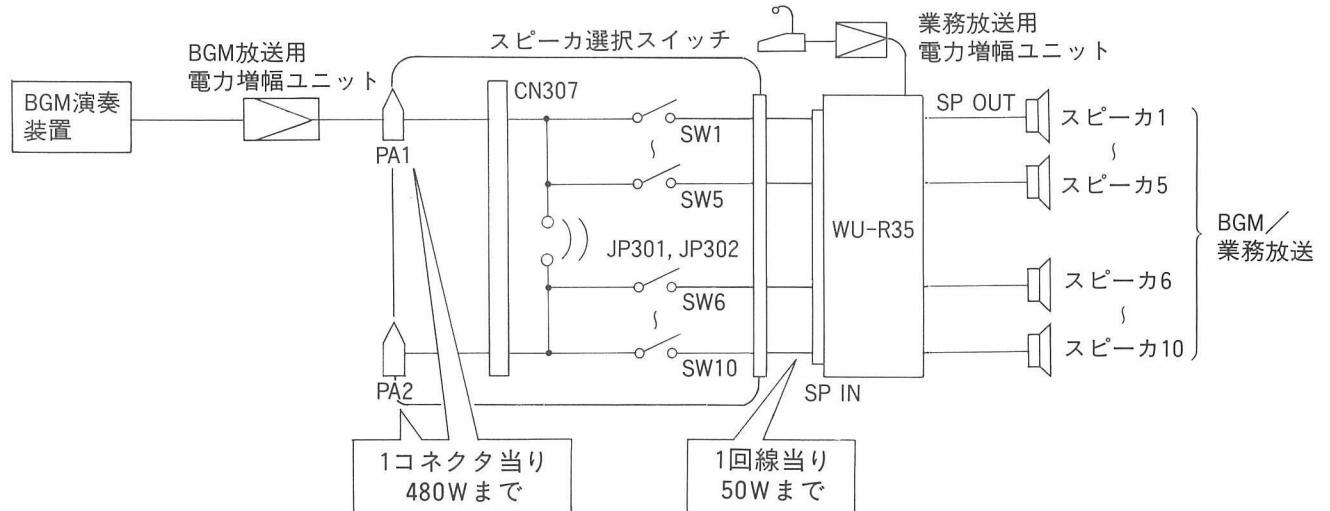 BGM演奏
装置
BGM放送用
電力増幅ユニット
スピーカ選択スイッチ
業務放送用
電力増幅ユニット
CN307
PA1
SW1
SW5
JP301, JP302
SW6
SW10
PA2
WU-R35
SP OUT
SP IN
スピーカ1
〜
スピーカ5
スピーカ6
〜
スピーカ10
BGM／
業務放送
1コネクタ当り
480Wまで
1回線当り
50Wまで